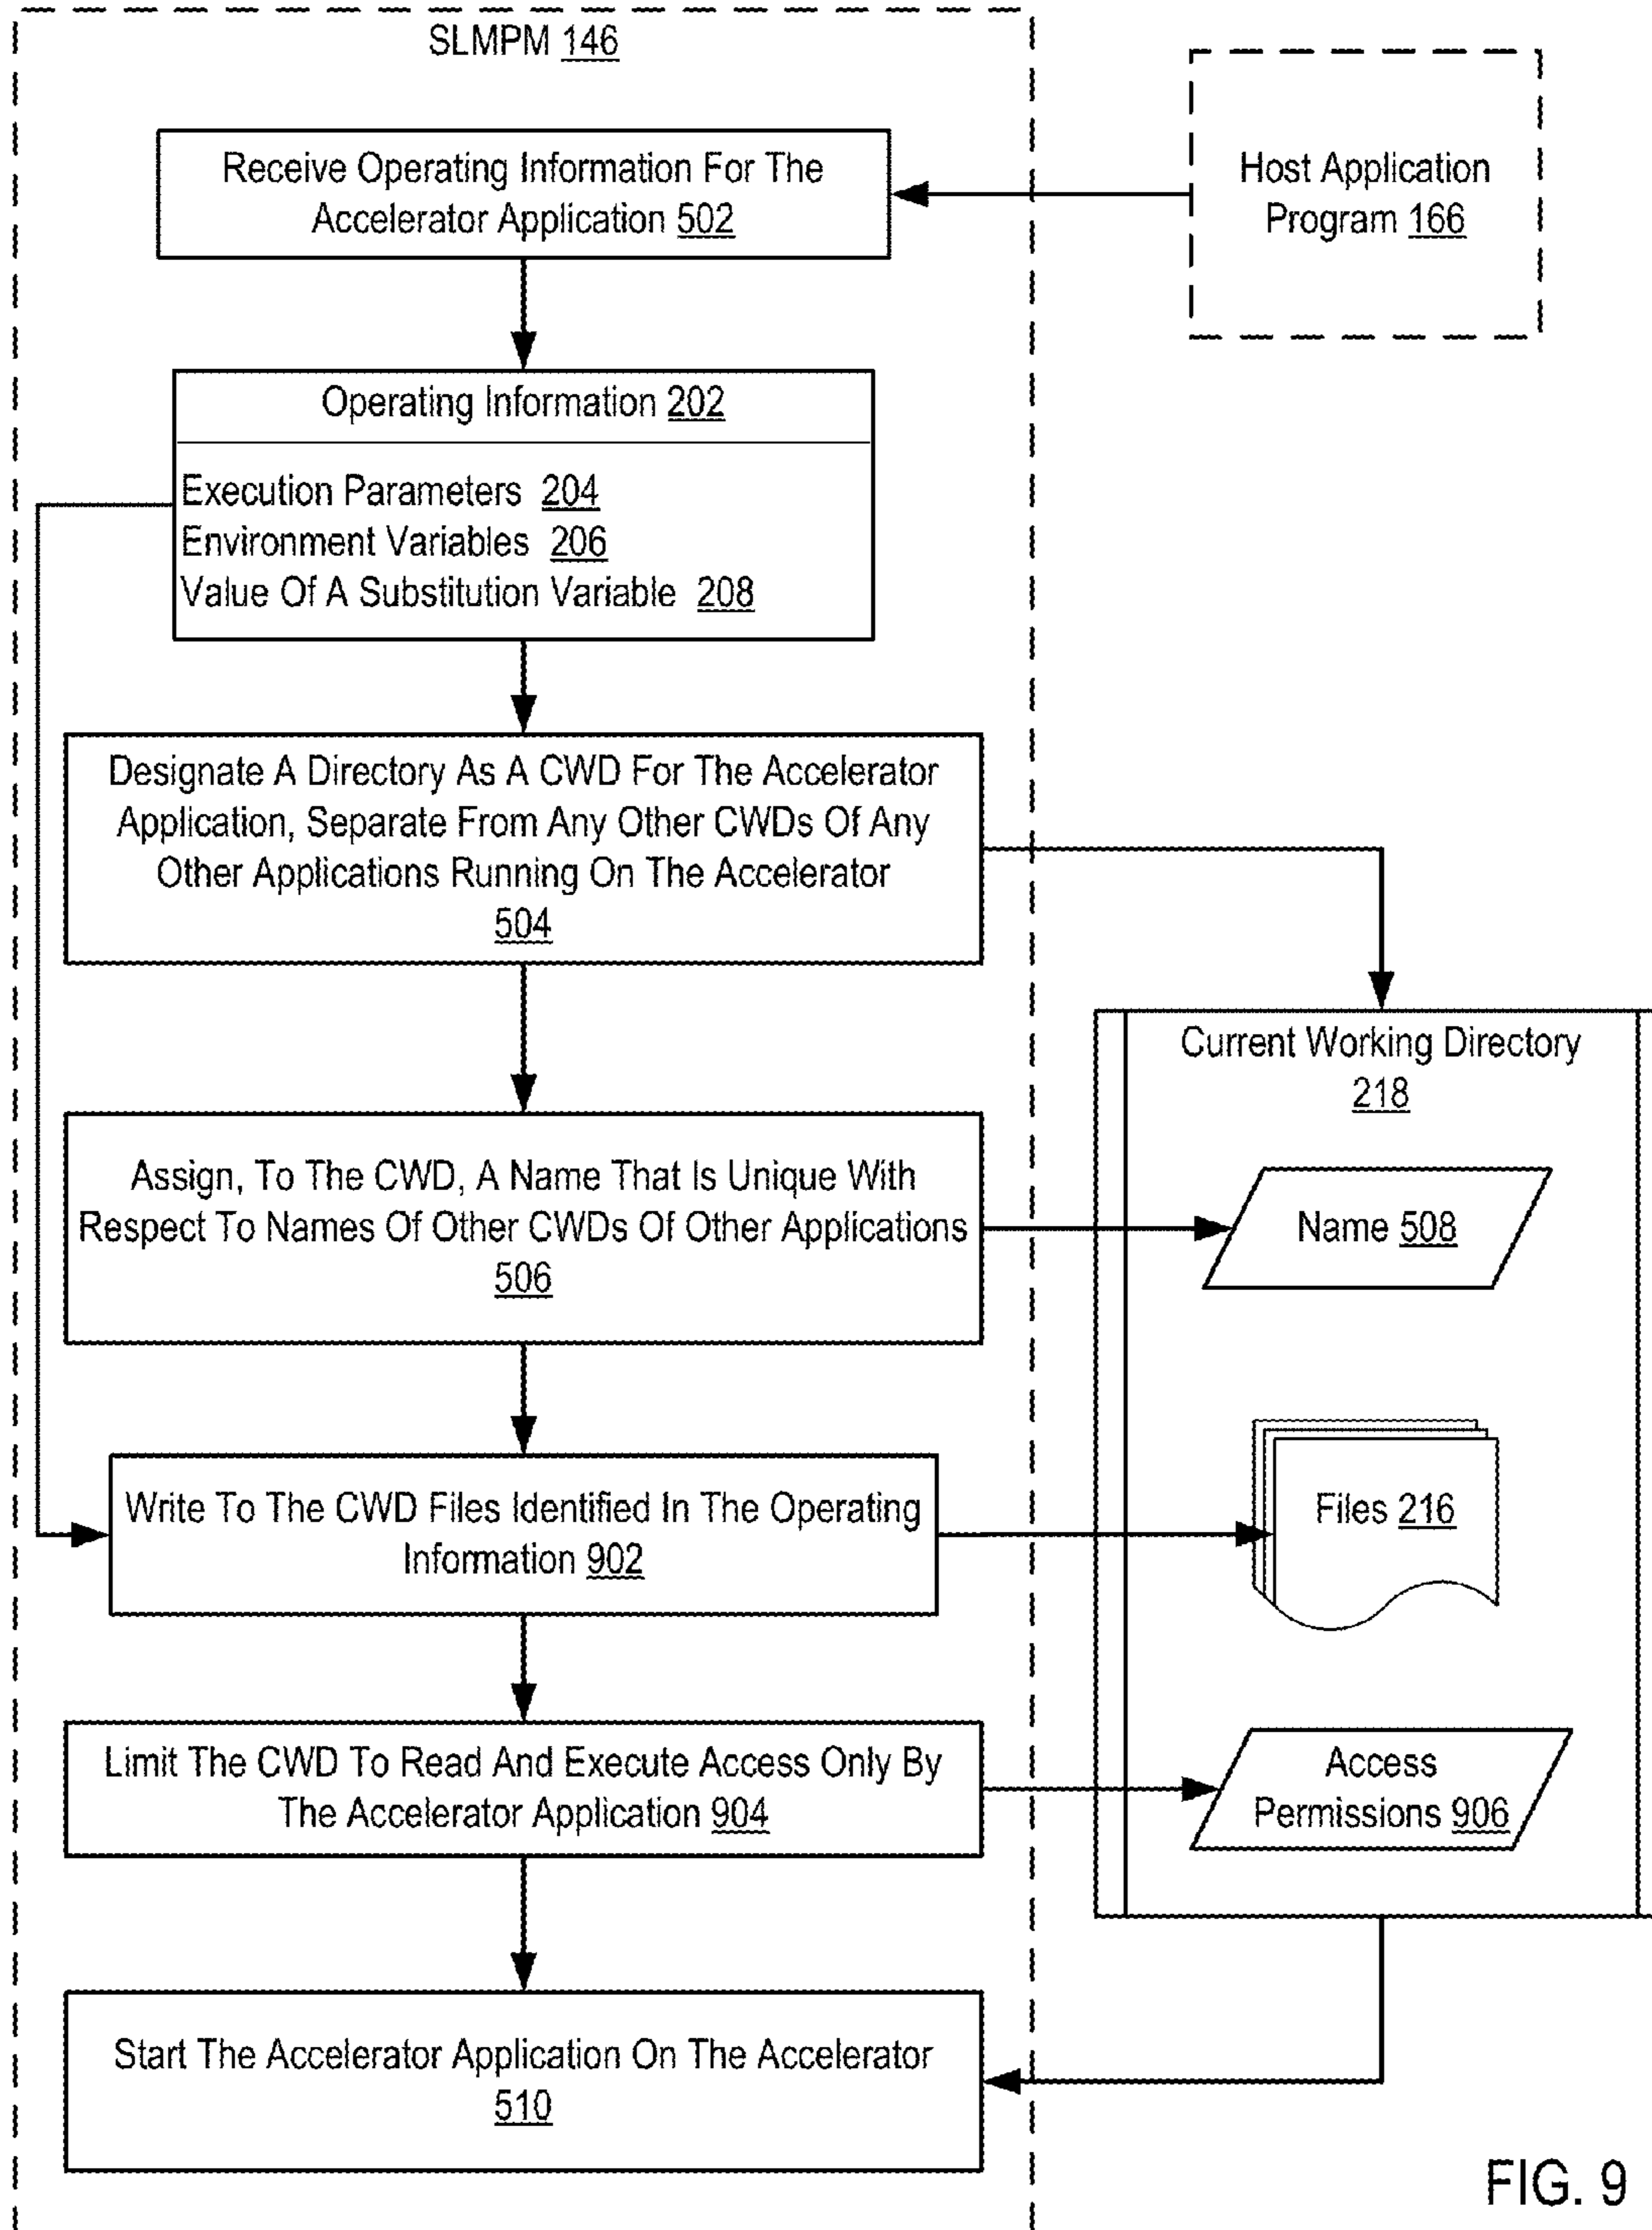 SLMPM 146
Receive Operating Information For The
Accelerator Application 502
Host Application
Program 166
Operating Information 202
Execution Parameters 204
Environment Variables 206
Value Of A Substitution Variable 208
Designate A Directory As A CWD For The Accelerator
Application, Separate From Any Other CWDs Of Any
Other Applications Running On The Accelerator
504
Current Working Directory
218
Assign, To The CWD, A Name That Is Unique With
Respect To Names Of Other CWDs Of Other Applications
506
Name 508
Write To The CWD Files Identified In The Operating
Information 902
Files 216
Limit The CWD To Read And Execute Access Only By
The Accelerator Application 904
Access
Permissions 906
Start The Accelerator Application On The Accelerator
510
FIG. 9